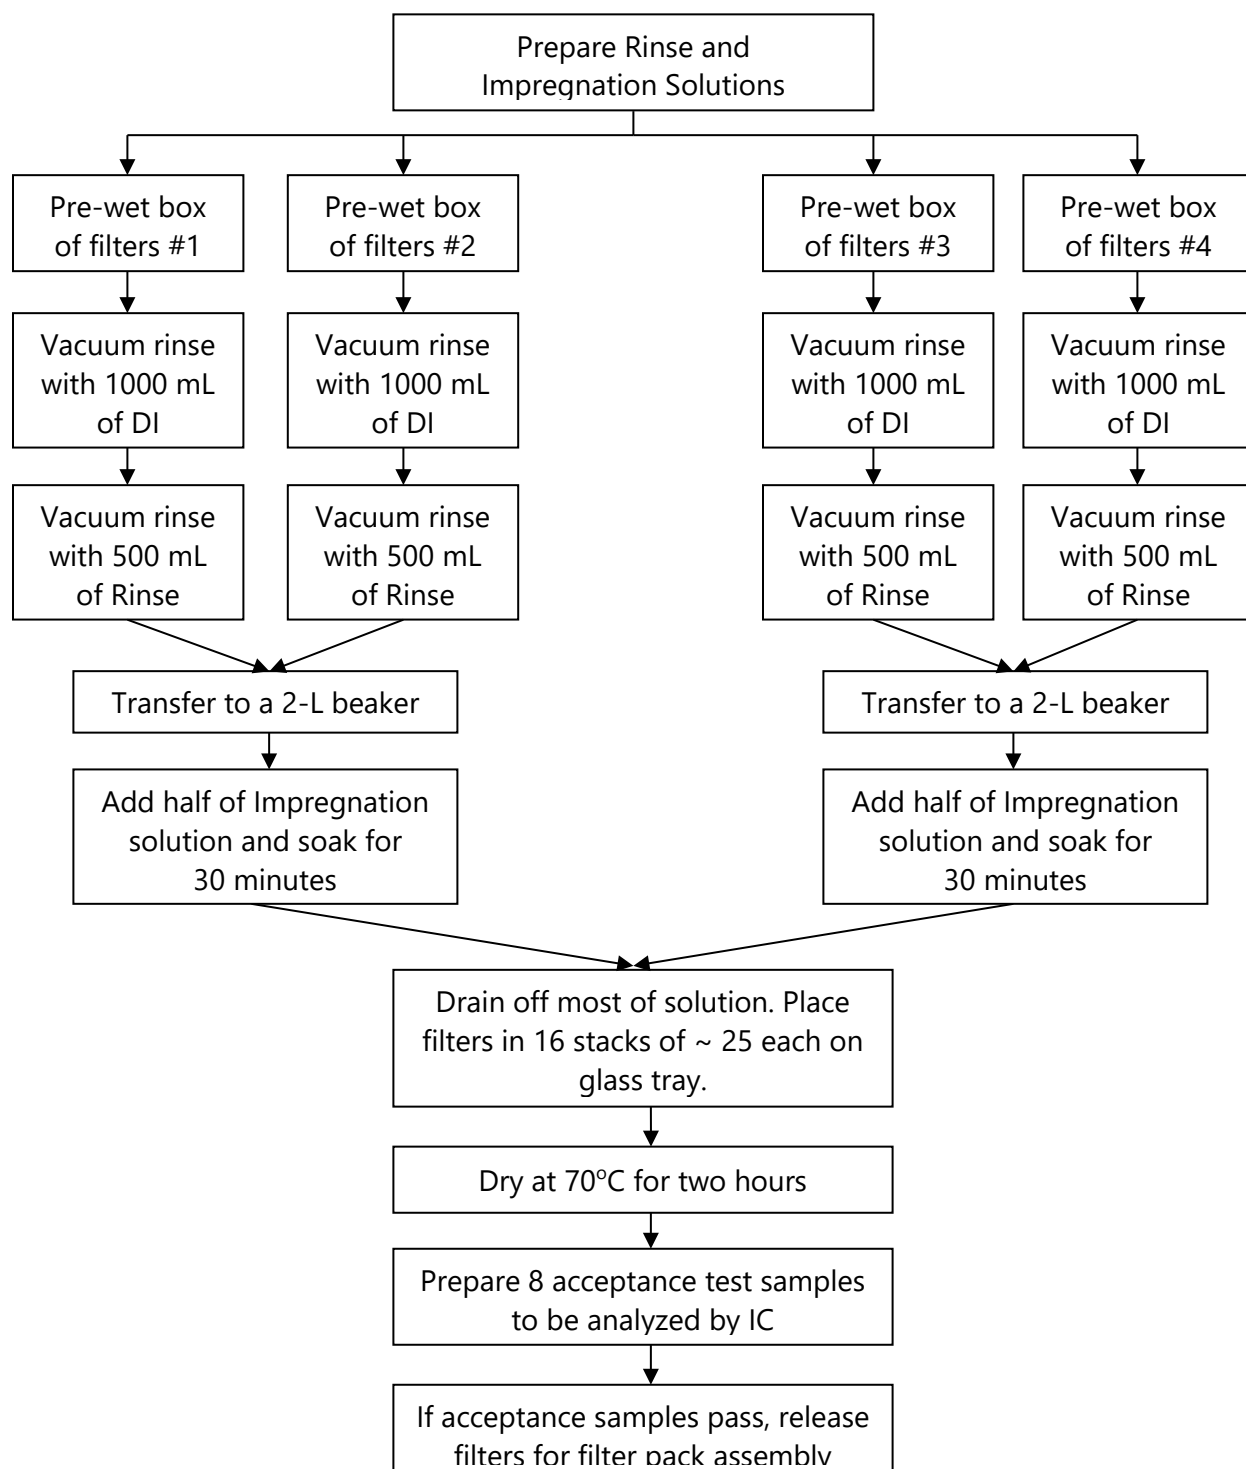 Prepare Rinse and
Impregnation Solutions
Pre-wet box
of filters #1
Pre-wet box
of filters #2
Pre-wet box
of filters #3
Pre-wet box
of filters #4
Vacuum rinse
with 1000 mL
of DI
Vacuum rinse
with 1000 mL
of DI
Vacuum rinse
with 1000 mL
of DI
Vacuum rinse
with 1000 mL
of DI
Vacuum rinse
with 500 mL
of Rinse
Vacuum rinse
with 500 mL
of Rinse
Vacuum rinse
with 500 mL
of Rinse
Vacuum rinse
with 500 mL
of Rinse
Transfer to a 2-L beaker
Transfer to a 2-L beaker
Add half of Impregnation
solution and soak for
30 minutes
Add half of Impregnation
solution and soak for
30 minutes
Drain off most of solution. Place
filters in 16 stacks of ~ 25 each on
glass tray.
Dry at 70°C for two hours
Prepare 8 acceptance test samples
to be analyzed by IC
If acceptance samples pass, release
filters for filter pack assembly